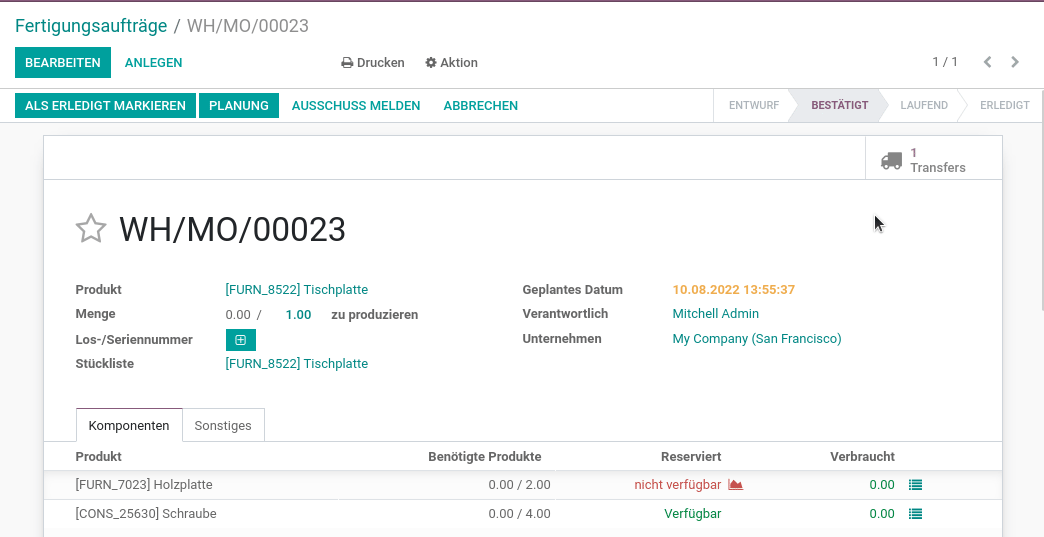 Fertigungsaufträge / WH/MO/00023
BEARBEITEN ANLEGEN Drucken Aktion 1 / 1
ALS ERLEDIGT MARKIEREN PLANUNG AUSSCHUSS MELDEN ABBRECHEN ENTWURF BESTÄTIGT LAUFEND ERLEDIGT
1
Transfers
WH/MO/00023
Produkt [FURN_8522] Tischplatte Geplantes Datum 10.08.2022 13:55:37
Menge 0.00 / 1.00 zu produzieren Verantwortlich Mitchell Admin
Los-/Seriennummer Unternehmen My Company (San Francisco)
Stückliste [FURN_8522] Tischplatte
Komponenten Sonstiges
Produkt Benötigte Produkte Reserviert Verbraucht
[FURN_7023] Holzplatte 0.00 / 2.00 nicht verfügbar 0.00
[CONS_25630] Schraube 0.00 / 4.00 Verfügbar 0.00